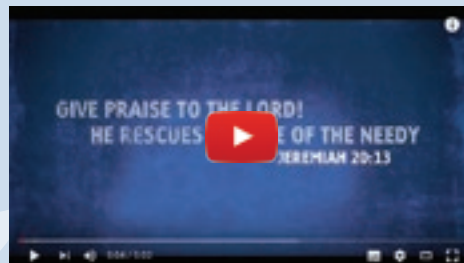 GIVE PRAISE TO THE LORD!
HE RESCUES OF THE NEEDY
JEREMIAH 20:13